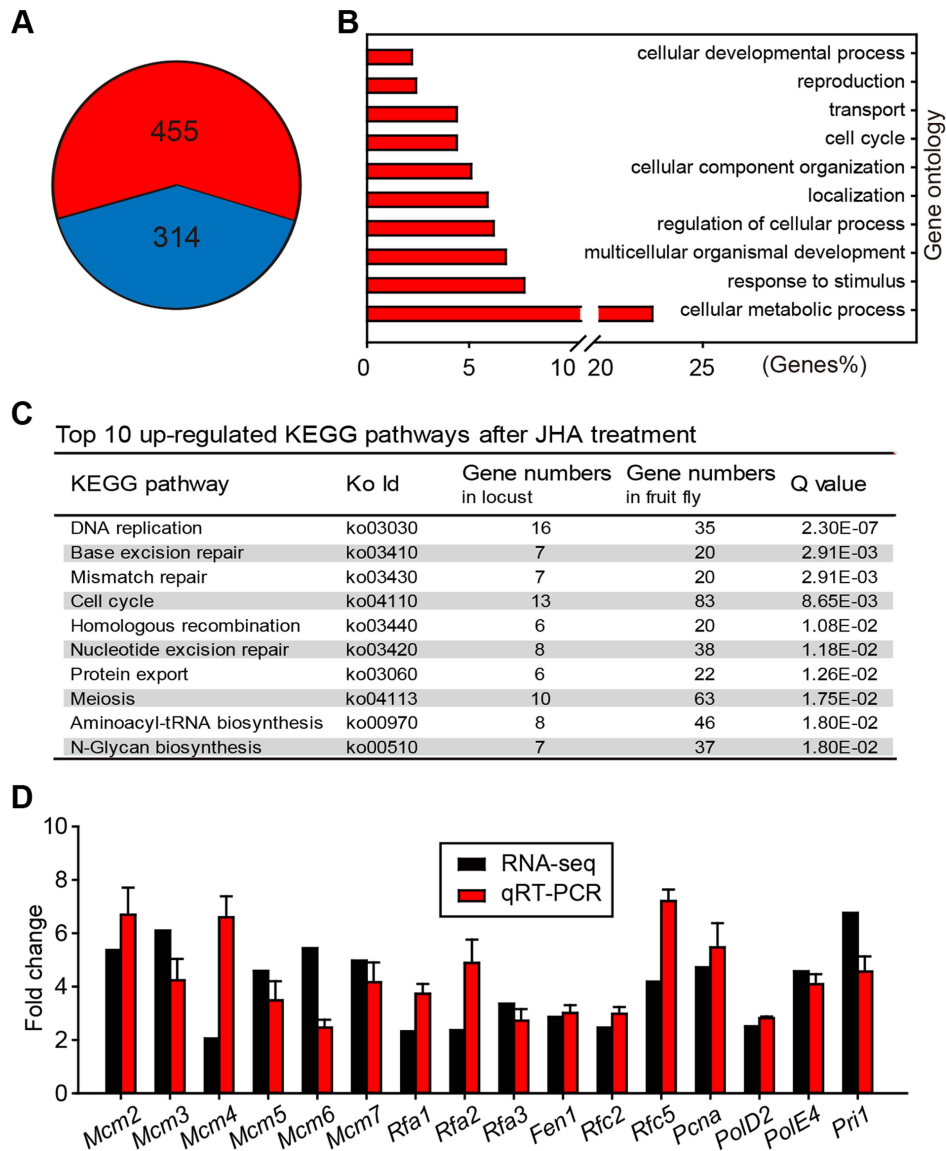 A
455
314
B
cellular developmental process
reproduction
transport
cell cycle
cellular component organization
localization
regulation of cellular process
multicellular organismal development
response to stimulus
cellular metabolic process
Gene ontology
0 5 10 20 25 (Genes%)
C
Top 10 up-regulated KEGG pathways after JHA treatment
KEGG pathway Ko Id Gene numbers in locust Gene numbers in fruit fly Q value
DNA replication ko03030 16 35 2.30E-07
Base excision repair ko03410 7 20 2.91E-03
Mismatch repair ko03430 7 20 2.91E-03
Cell cycle ko04110 13 83 8.65E-03
Homologous recombination ko03440 6 20 1.08E-02
Nucleotide excision repair ko03420 8 38 1.18E-02
Protein export ko03060 6 22 1.26E-02
Meiosis ko04113 10 63 1.75E-02
Aminoacyl-tRNA biosynthesis ko00970 8 46 1.80E-02
N-Glycan biosynthesis ko00510 7 37 1.80E-02
D
Fold change
10
8
6
4
2
0
RNA-seq
qRT-PCR
Mcm2 Mcm3 Mcm4 Mcm5 Mcm6 Mcm7 Rfa1 Rfa2 Rfa3 Fen1 Rfc2 Rfc5 Pcna PolD2 PolE4 Pri1